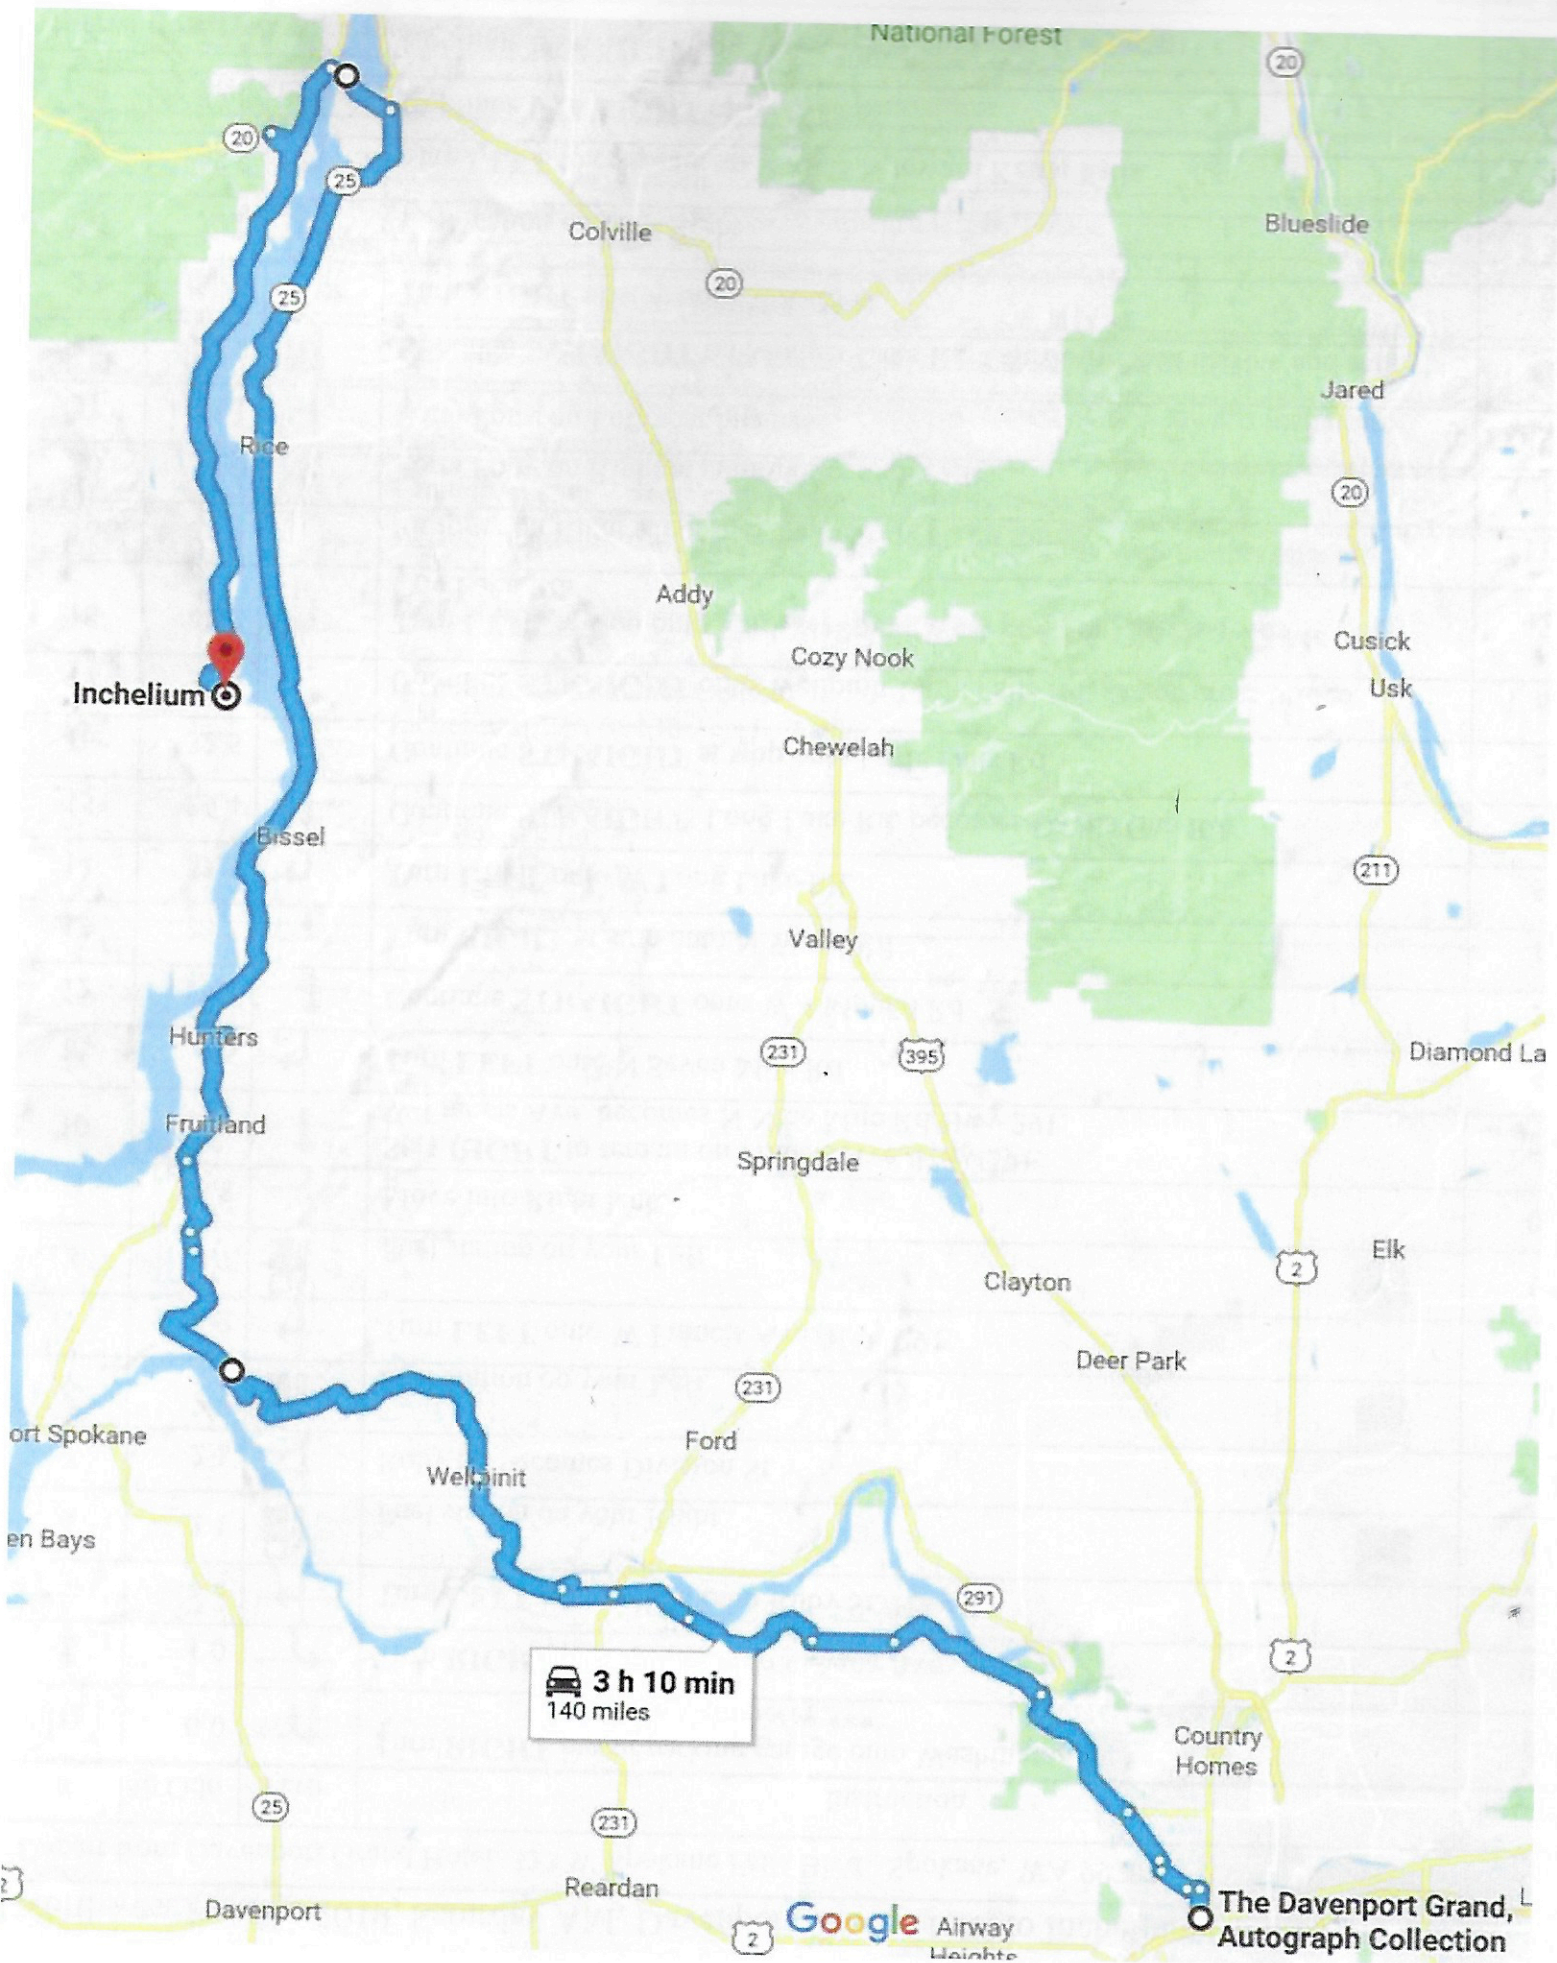 National Forest
20
20
25
Colville
Blueslide
20
25
Jared
Rice
20
Addy
Cusick
Cozy Nook
Usk
Inchelium
Chewelah
Bissel
211
Valley
Hunters
231
395
Diamond La
Fruitland
Springdale
Elk
2
Clayton
Deer Park
231
ort Spokane
Ford
Wellpinit
en Bays
291
2
3 h 10 min
140 miles
Country
Homes
25
231
2
Reardan
Davenport
The Davenport Grand,
Autograph Collection
L
Google
Airway
Heights
2